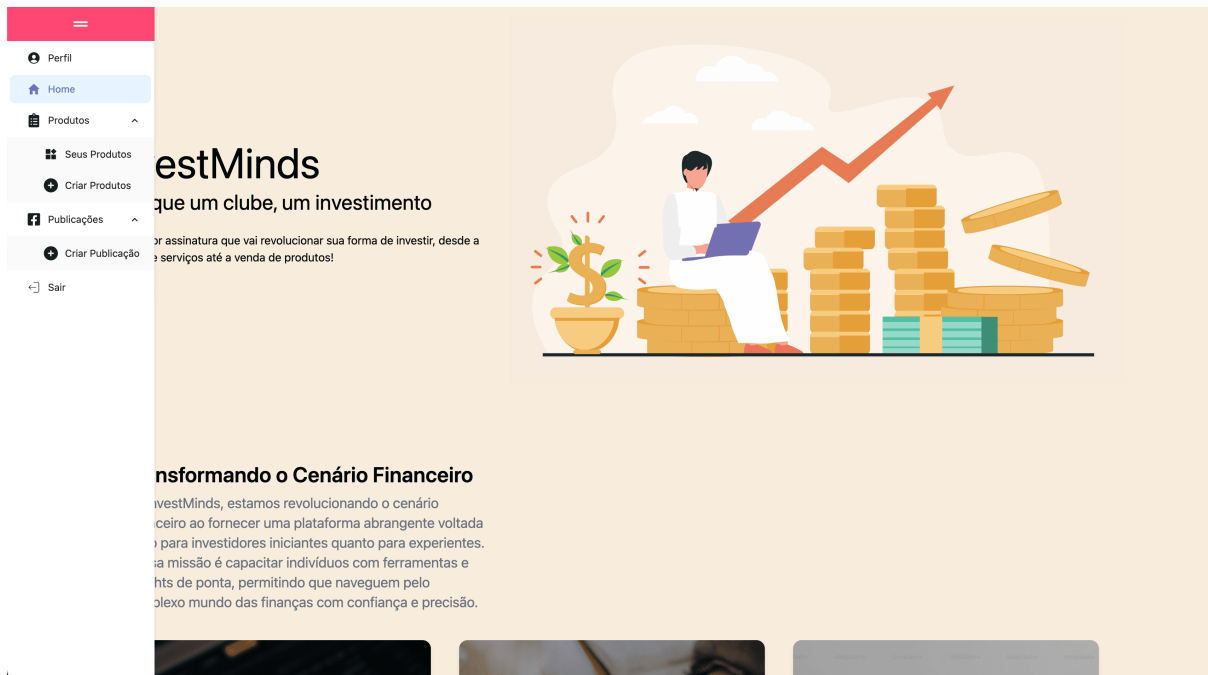 Perfil
Home
Produtos
Seus Produtos
Criar Produtos
Publicações
Criar Publicação
Sair
vestMinds
que um clube, um investimento
or assinatura que vai revolucionar sua forma de investir, desde a
e serviços até a venda de produtos!
$
nsformando o Cenário Financeiro
nvestMinds, estamos revolucionando o cenário
ceiro ao fornecer uma plataforma abrangente voltada
o para investidores iniciantes quanto para experientes.
sa missão é capacitar indivíduos com ferramentas e
hts de ponta, permitindo que naveguem pelo
plexo mundo das finanças com confiança e precisão.